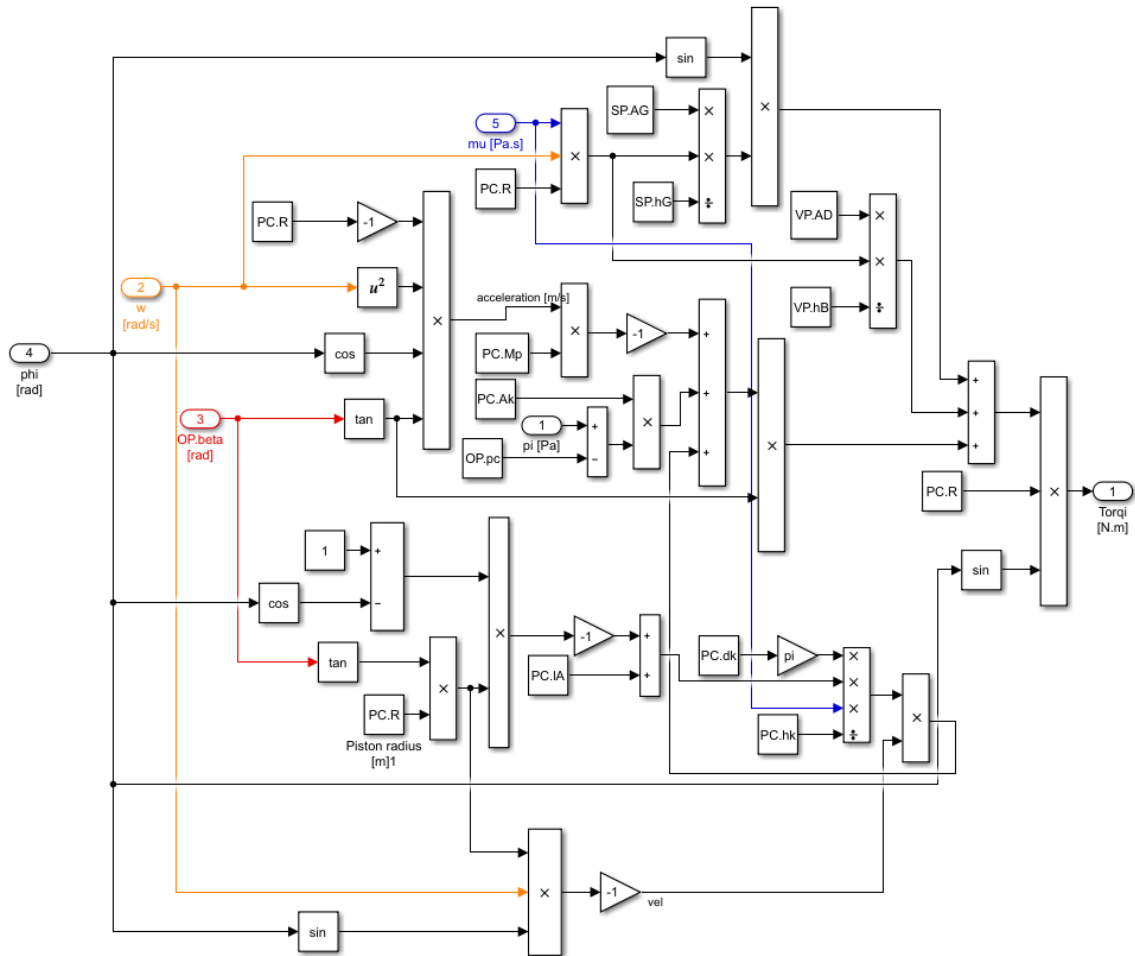 sin
×
SP.AG
×
5
mu [Pa.s]
×
×
PC.R
SP.hG
÷
PC.R
-1
VP.AD
×
2
w
[rad/s]
u²
×
acceleration [m/s]
VP.hB
÷
×
×
-1
+
4
phi
[rad]
cos
PC.Mp
PC.Ak
+
+
3
OP.beta
[rad]
tan
×
+
1
pi [Pa]
+
−
OP.pc
+
×
+
PC.R
×
1
Torqi
[N.m]
1
+
−
cos
sin
×
-1
+
PC.lA
+
PC.dk
pi
×
×
×
÷
PC.hk
×
tan
×
PC.R
Piston radius
[m]1
×
-1
vel
sin